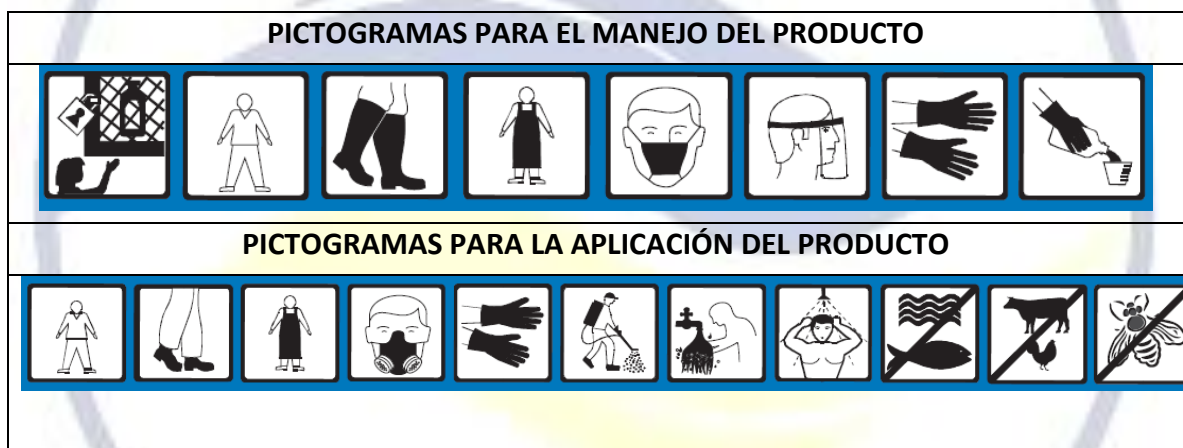 PICTOGRAMAS PARA EL MANEJO DEL PRODUCTO
PICTOGRAMAS PARA LA APLICACIÓN DEL PRODUCTO